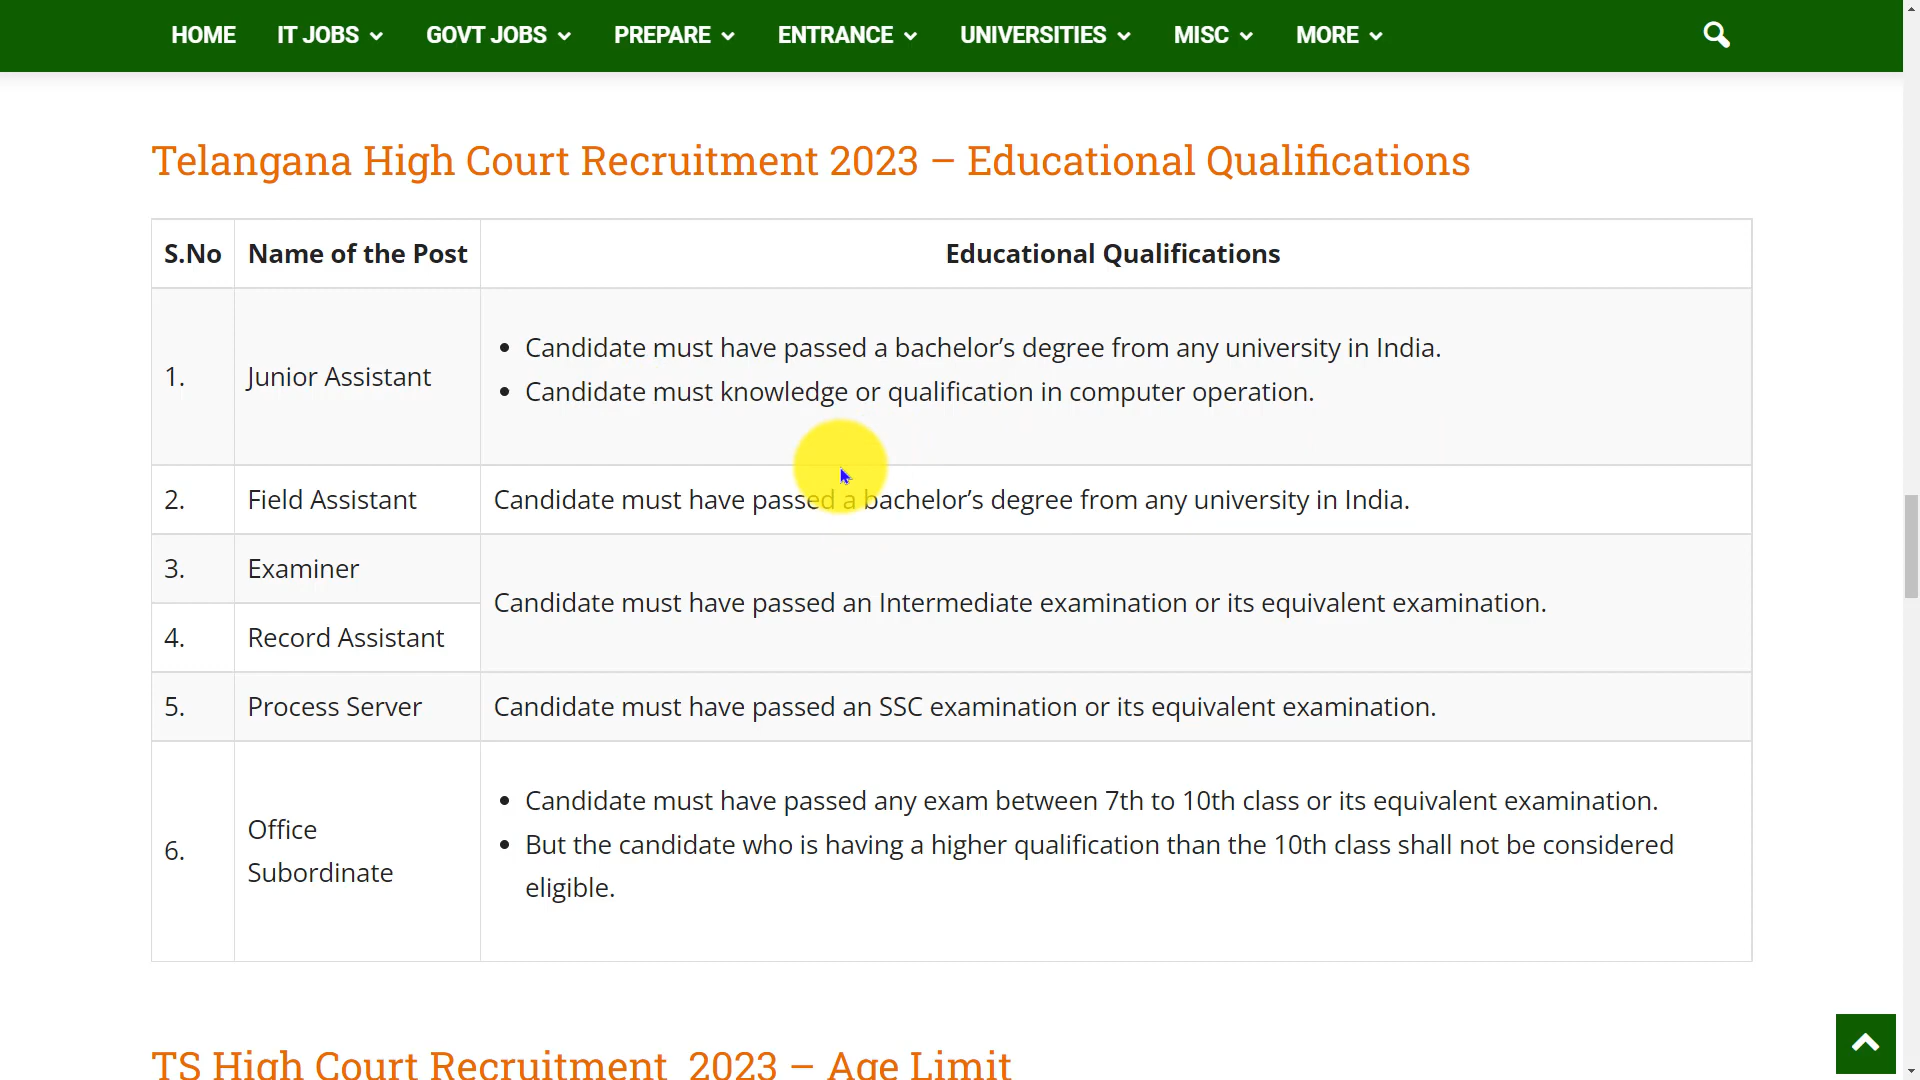 HOME IT JOBS GOVT JOBS PREPARE ENTRANCE UNIVERSITIES MISC MORE
Telangana High Court Recruitment 2023 – Educational Qualifications
S.No Name of the Post Educational Qualifications
1. Junior Assistant
• Candidate must have passed a bachelor’s degree from any university in India.
• Candidate must knowledge or qualification in computer operation.
2. Field Assistant Candidate must have passed a bachelor’s degree from any university in India.
3. Examiner
Candidate must have passed an Intermediate examination or its equivalent examination.
4. Record Assistant
5. Process Server Candidate must have passed an SSC examination or its equivalent examination.
6. Office
Subordinate
• Candidate must have passed any exam between 7th to 10th class or its equivalent examination.
• But the candidate who is having a higher qualification than the 10th class shall not be considered
eligible.
TS High Court Recruitment 2023 – Age Limit